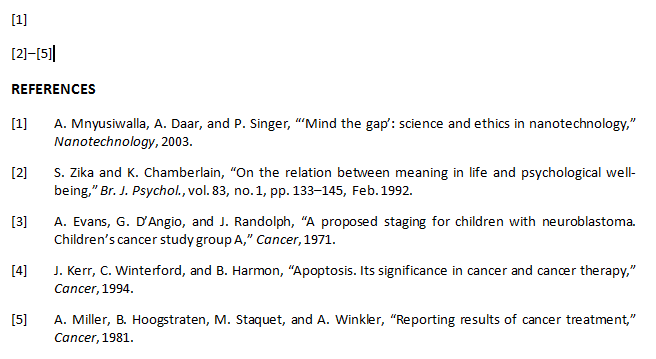 [1]
[2]–[5]
REFERENCES
[1] A. Mnyusiwalla, A. Daar, and P. Singer, “‘Mind the gap’: science and ethics in nanotechnology,”
Nanotechnology, 2003.
[2] S. Zika and K. Chamberlain, “On the relation between meaning in life and psychological well-
being,” Br. J. Psychol., vol. 83, no. 1, pp. 133–145, Feb. 1992.
[3] A. Evans, G. D’Angio, and J. Randolph, “A proposed staging for children with neuroblastoma.
Children’s cancer study group A,” Cancer, 1971.
[4] J. Kerr, C. Winterford, and B. Harmon, “Apoptosis. Its significance in cancer and cancer therapy,”
Cancer, 1994.
[5] A. Miller, B. Hoogstraten, M. Staquet, and A. Winkler, “Reporting results of cancer treatment,”
Cancer, 1981.